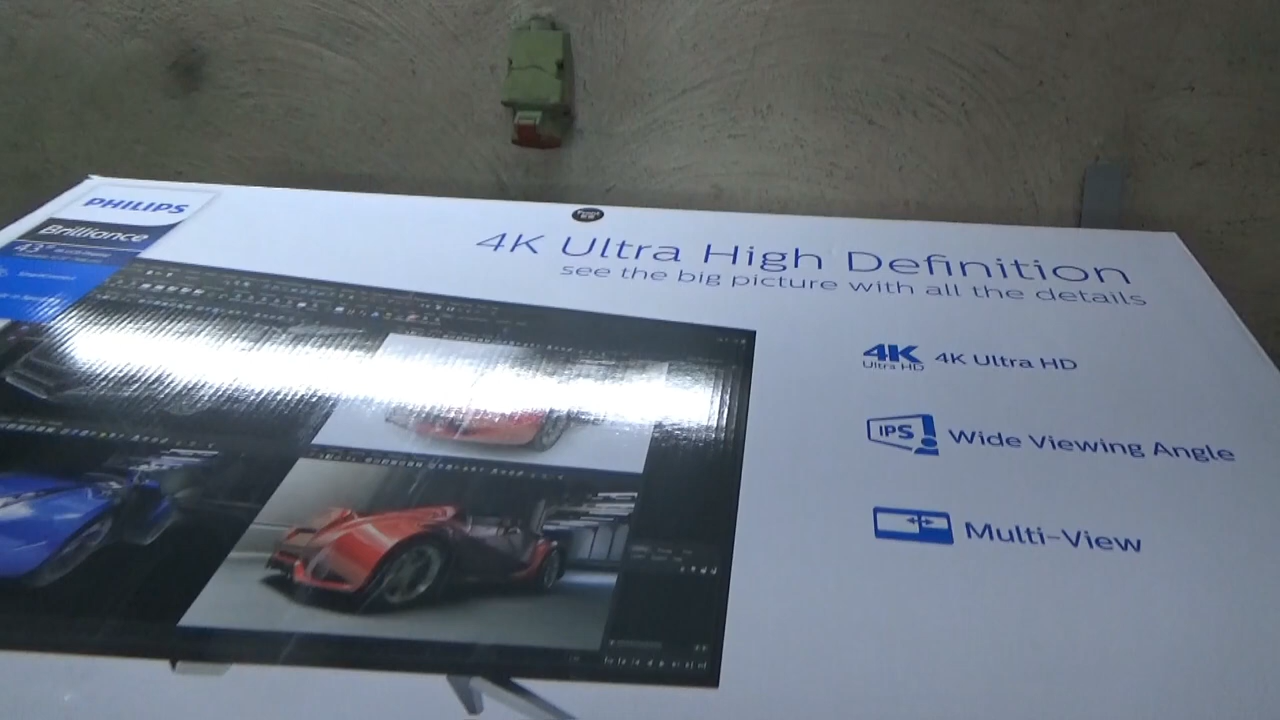 PHILIPS
Brilliance
43"
4K Ultra High Definition
see the big picture with all the details
4K
Ultra HD
4K Ultra HD
IPS
Wide Viewing Angle
Multi-View